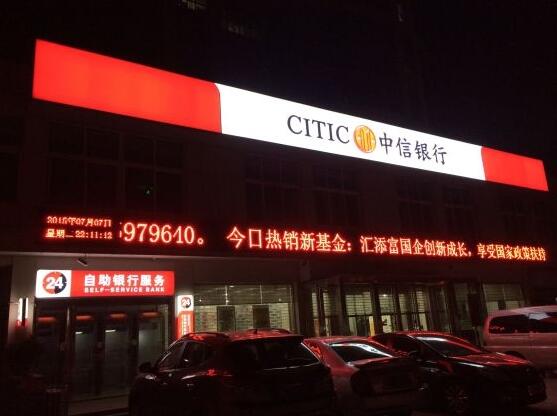 CITIC 中信银行
2015年07月07日
星期二 22:11:12
5979640。 今日热销新基金：汇添富国企创新成长，享受国家政策扶持
24 自助银行服务
SELF-SERVICE BANK
24